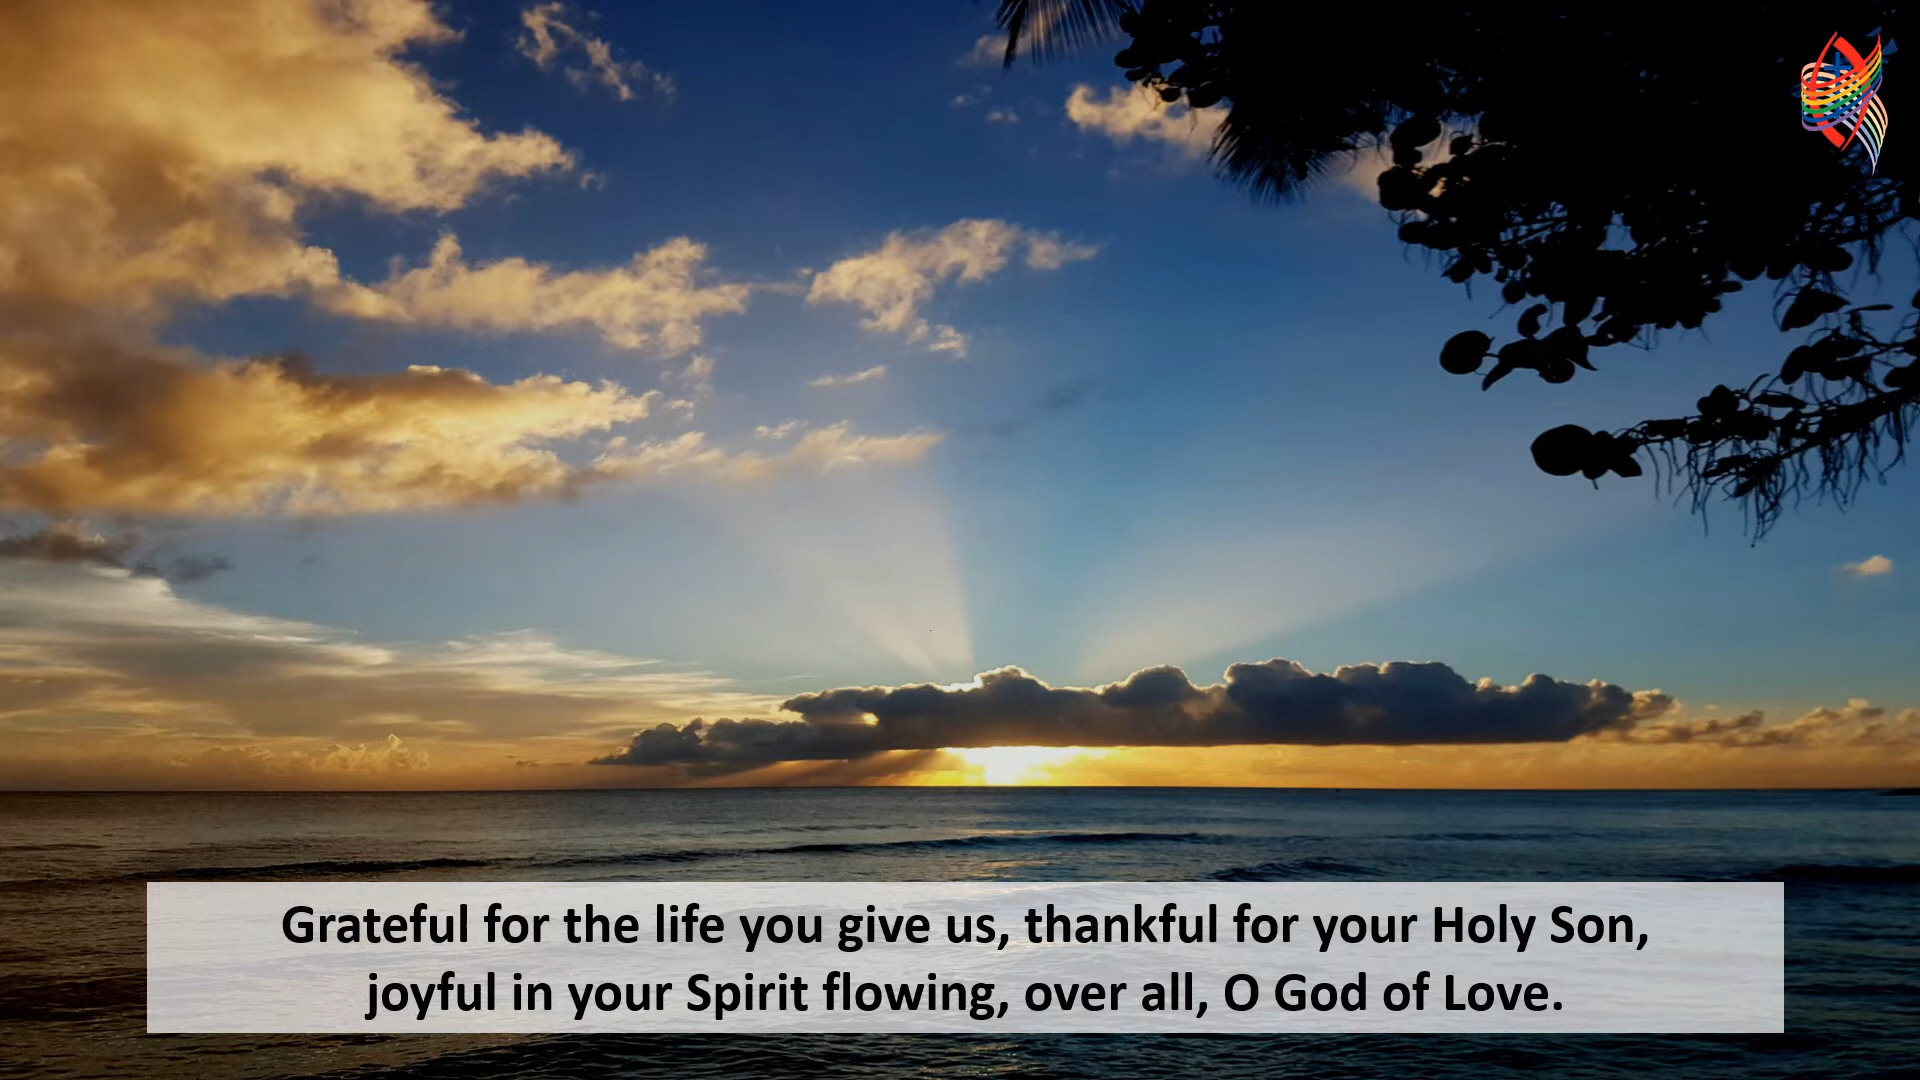 Grateful for the life you give us, thankful for your Holy Son,
joyful in your Spirit flowing, over all, O God of Love.